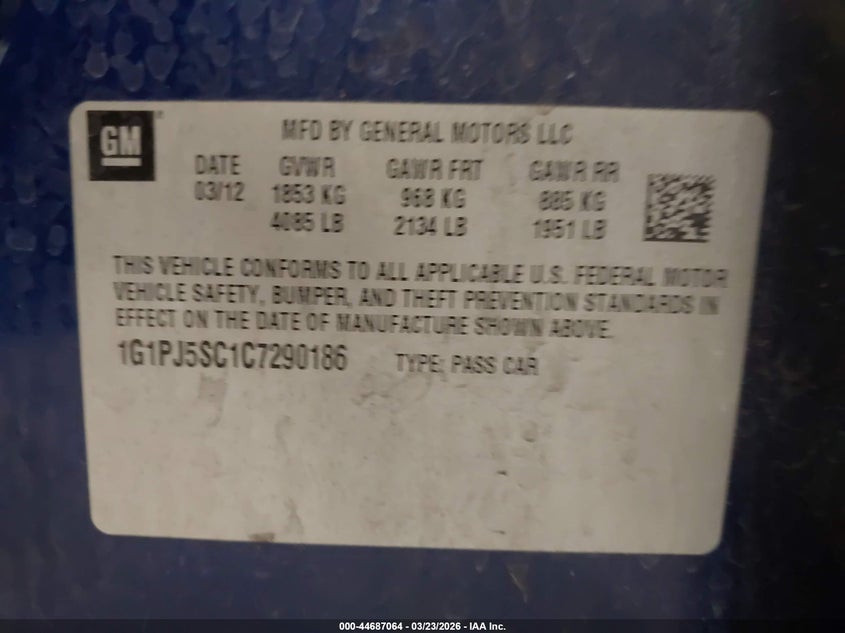 GM
MFD BY GENERAL MOTORS LLC
DATE GVWR GAWR FRT GAWR RR
03/12 1853 KG 968 KG 885 KG
4085 LB 2134 LB 1951 LB
THIS VEHICLE CONFORMS TO ALL APPLICABLE U.S. FEDERAL MOTOR
VEHICLE SAFETY, BUMPER, AND THEFT PREVENTION STANDARDS IN
EFFECT ON THE DATE OF MANUFACTURE SHOWN ABOVE.
1G1PJ5SC1C7290186 TYPE: PASS CAR
000-44687064 - 03/23/2026 - IAA Inc.